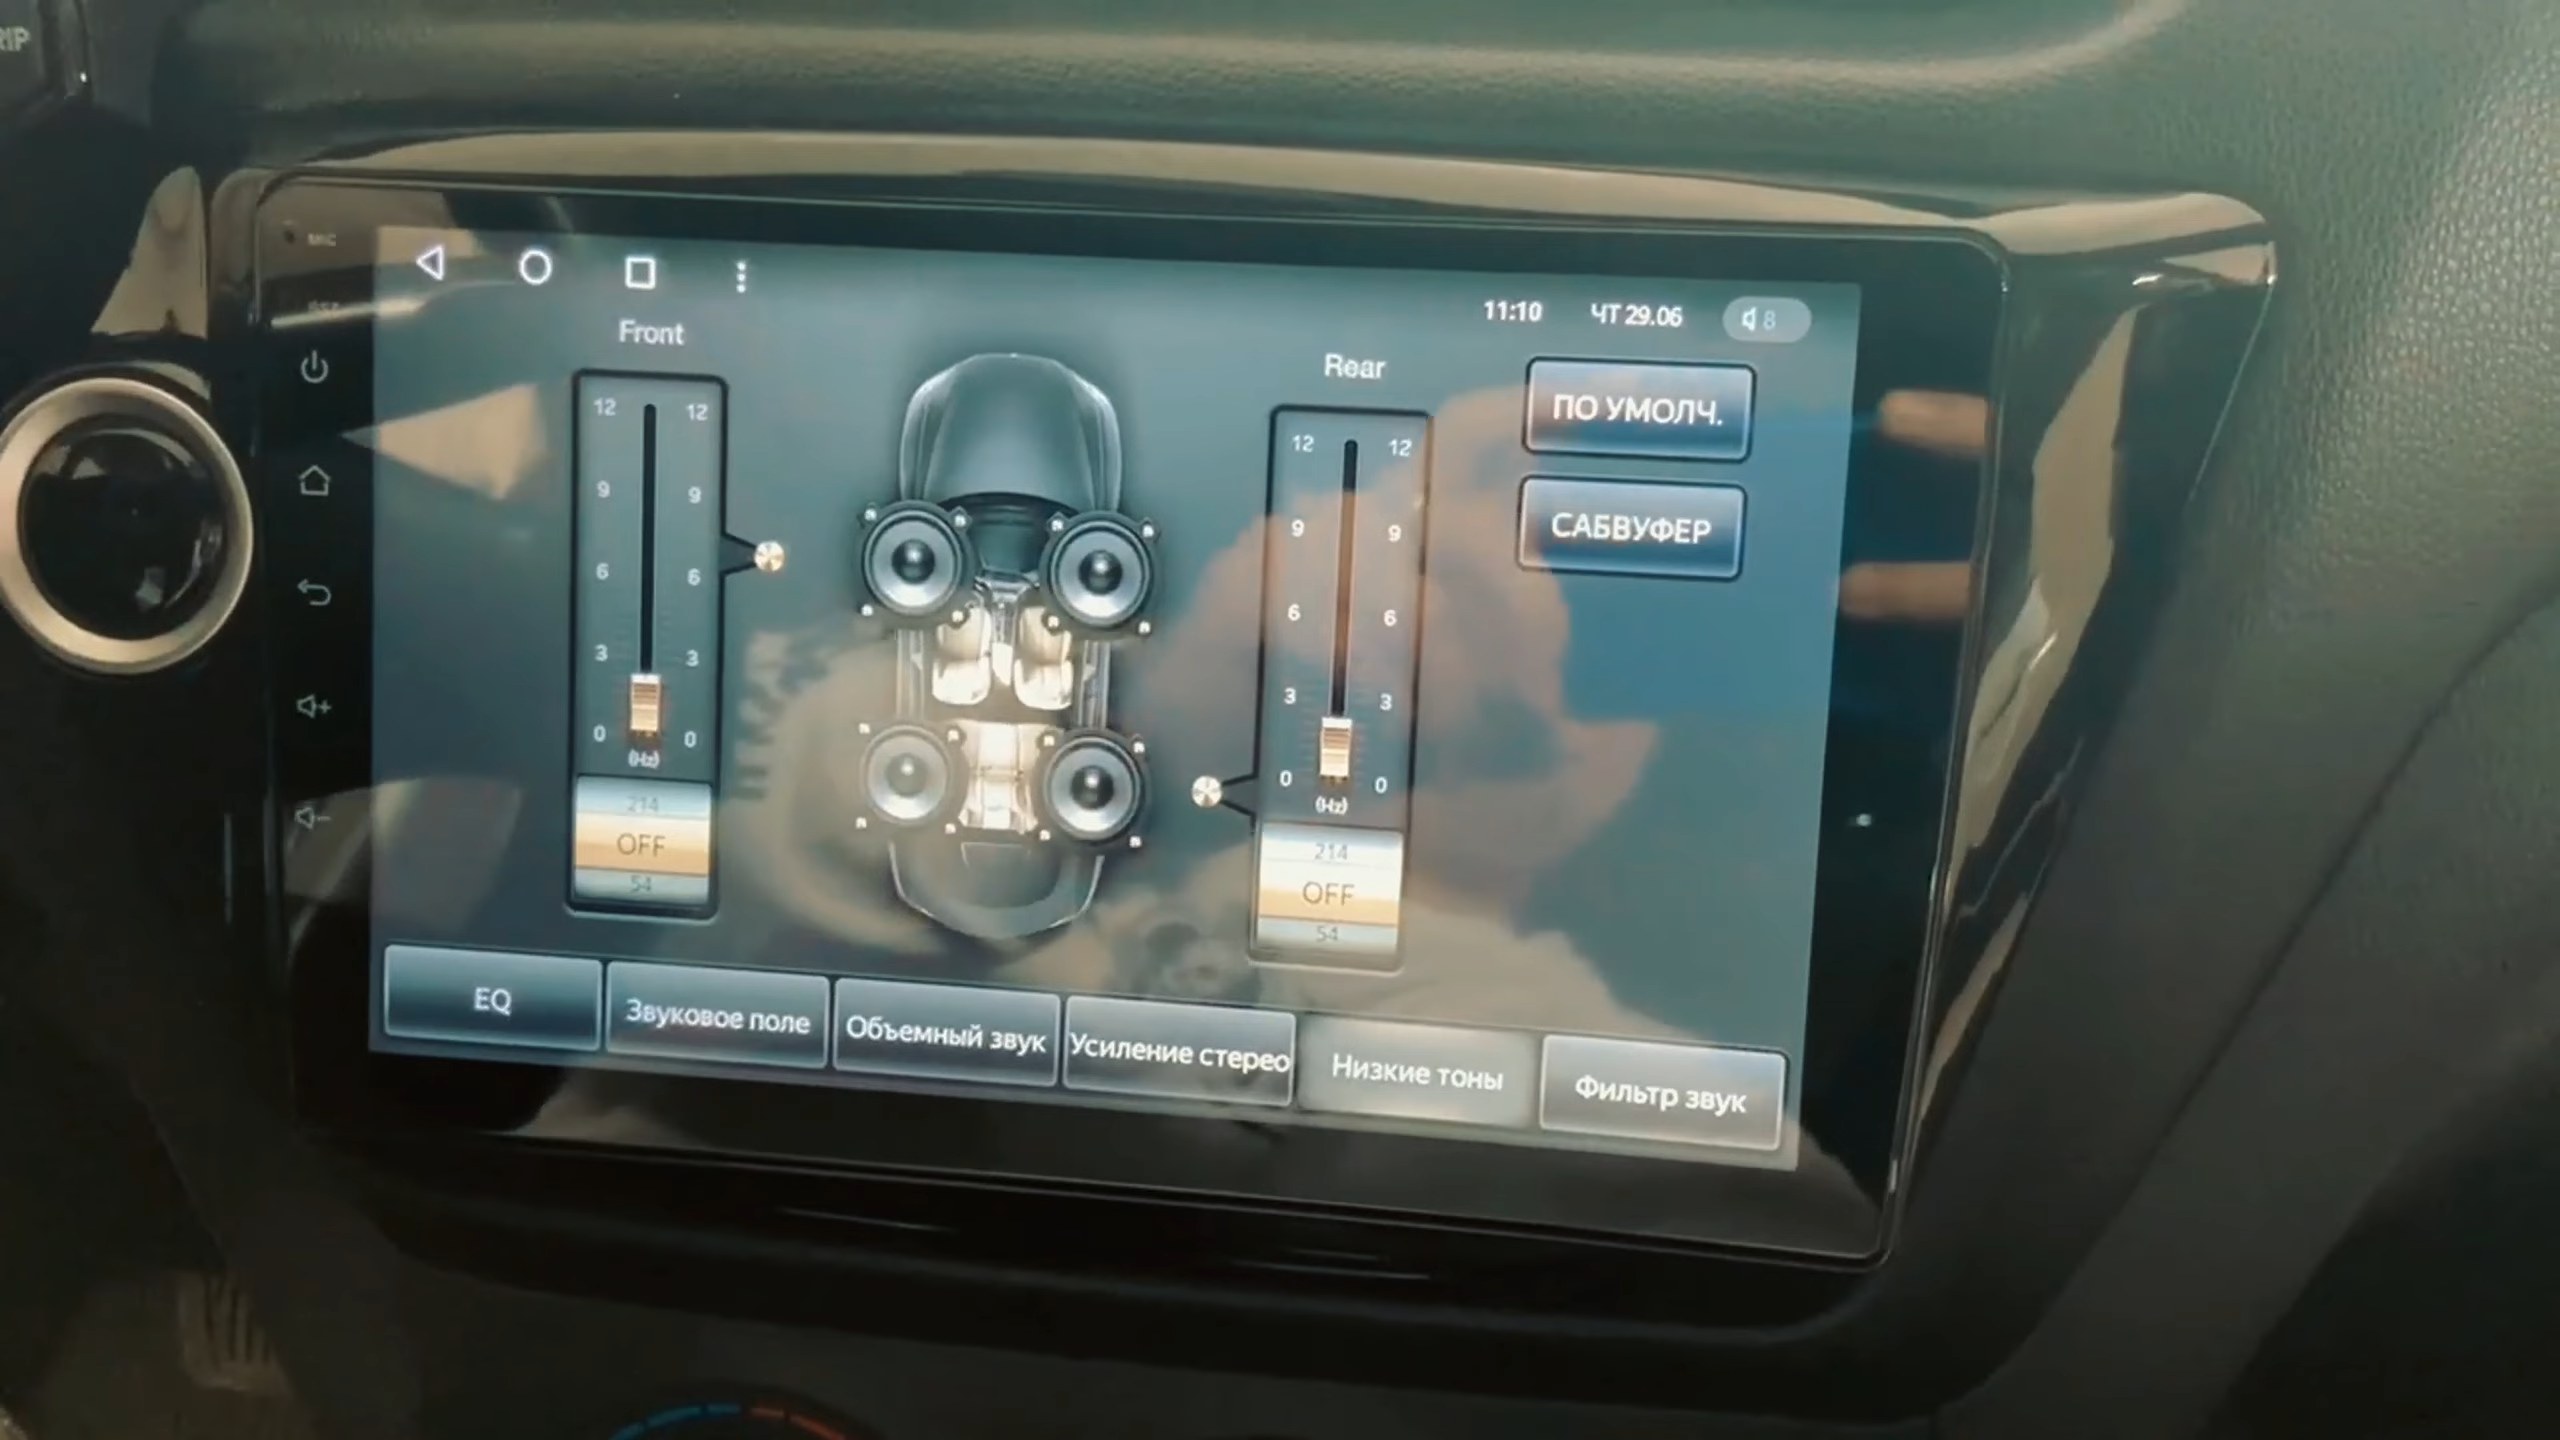 MIC
11:10 ЧТ 29.06 8
Front
Rear
12 12
9 9
6 6
3 3
0 0
(Hz)
214
OFF
54
12 12
9 9
6 6
3 3
0 0
(Hz)
214
OFF
54
ПО УМОЛЧ.
САБВУФЕР
EQ
Звуковое поле
Объемный звук
Усиление стерео
Низкие тоны
Фильтр звук